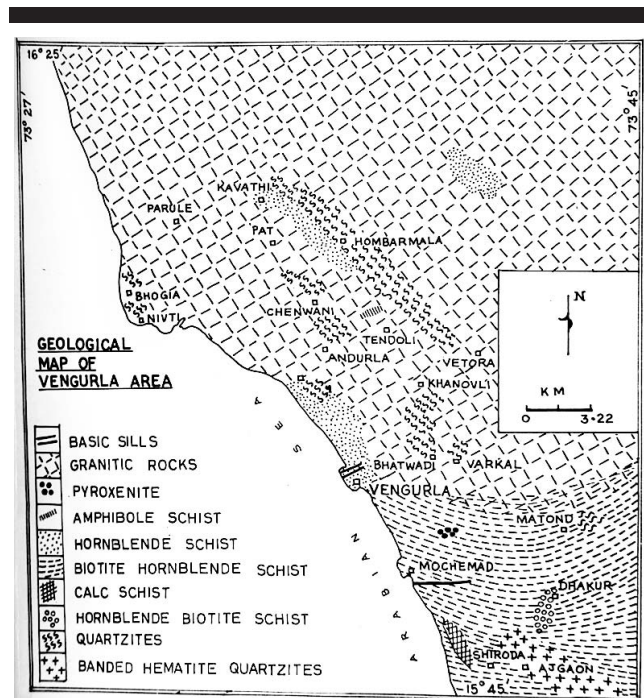 16° 25'
73° 27'
73° 45
KAVATHI
PARULE
PAT
HOMBARMALA
BHOGIA
NIVTI
CHENWANI
TENDOLI
ANDURLA
VETORA
KHANOVLI
N
KM
0 3·22
GEOLOGICAL
MAP OF
VENGURLA AREA
ARABIAN SEA
BHATWADI
VARKAL
VENGURLA
MATOND
MOCHEMAD
DHAKUR
SHIRODA
AJGAON
15° 45'
BASIC SILLS
GRANITIC ROCKS
PYROXENITE
AMPHIBOLE SCHIST
HORNBLENDE SCHIST
BIOTITE HORNBLENDE SCHIST
CALC SCHIST
HORNBLENDE BIOTITE SCHIST
QUARTZITES
BANDED HEMATITE QUARTZITES